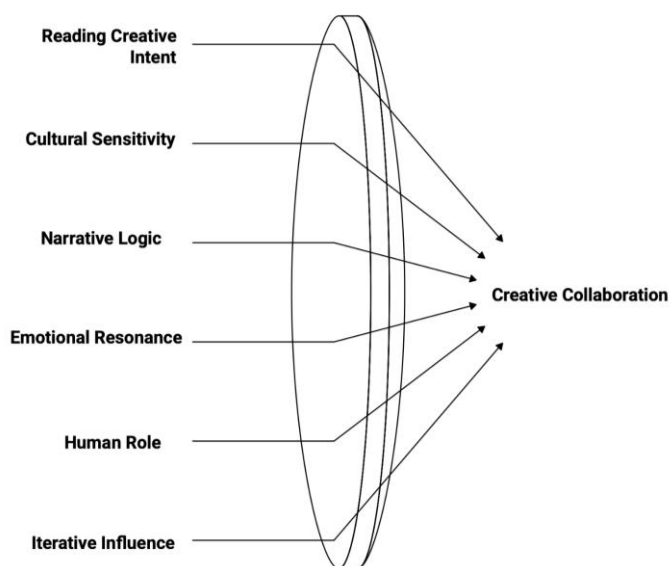 Reading Creative
Intent
Cultural Sensitivity
Narrative Logic
Creative Collaboration
Emotional Resonance
Human Role
Iterative Influence